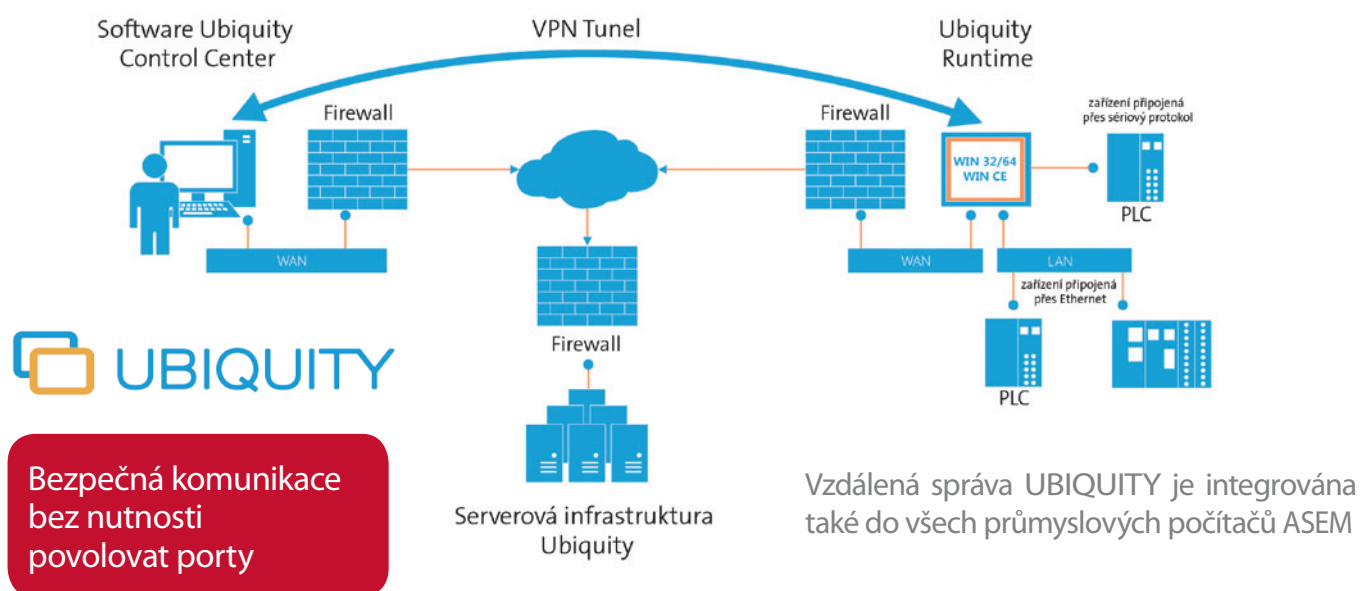 Software Ubiquity
Control Center
VPN Tunel
Ubiquity
Runtime
Firewall
Firewall
zařízení připojená
přes sériový protokol
WIN 32/64
WIN CE
PLC
WAN
WAN
LAN
zařízení připojená
přes Ethernet
Firewall
PLC
UBIQUITY
Bezpečná komunikace
bez nutnosti
povolovat porty
Serverová infrastruktura
Ubiquity
Vzdálená správa UBIQUITY je integrována
také do všech průmyslových počítačů ASEM